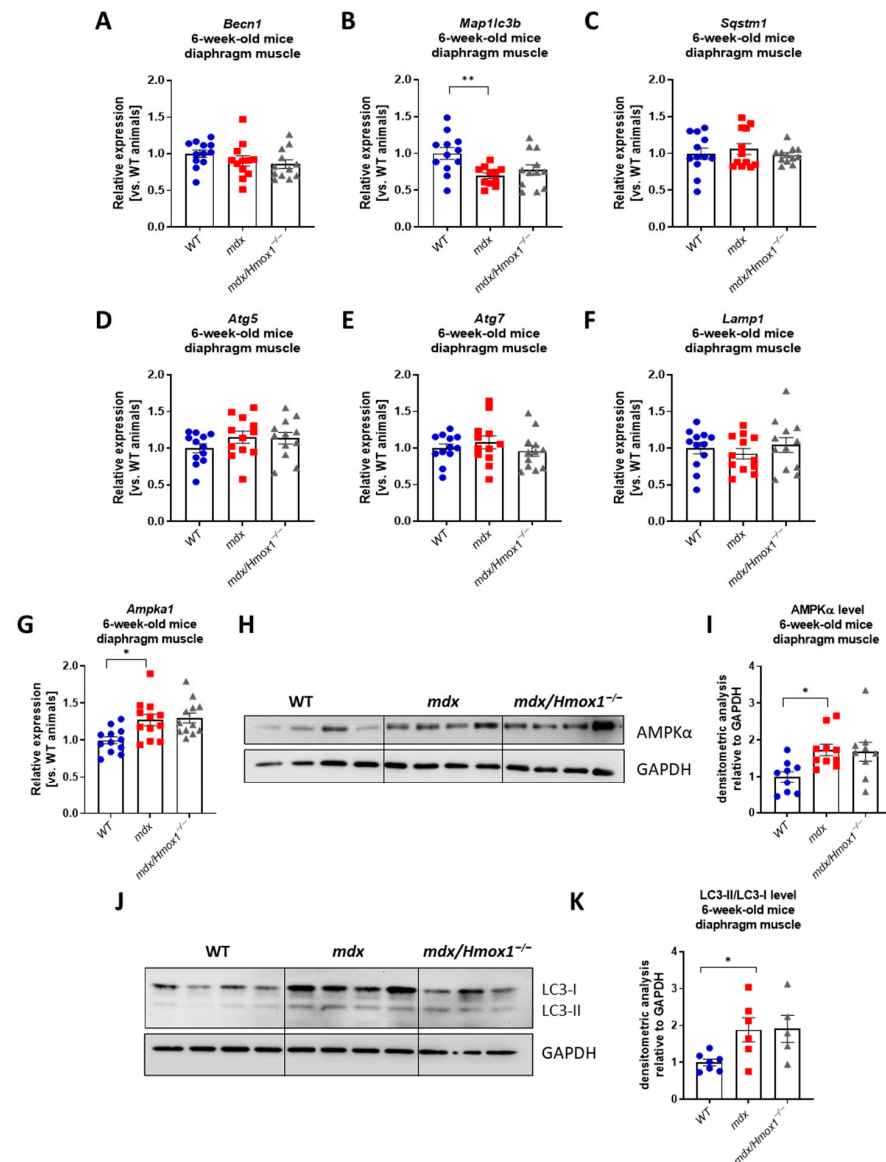 A
Becn1
6-week-old mice
diaphragm muscle
Relative expression
[vs. WT animals]
2.0
1.5
1.0
0.5
0.0
WT
mdx
mdx/Hmox1⁻/⁻
B
Map1lc3b
6-week-old mice
diaphragm muscle
Relative expression
[vs. WT animals]
2.0
1.5
1.0
0.5
0.0
**
WT
mdx
mdx/Hmox1⁻/⁻
C
Sqstm1
6-week-old mice
diaphragm muscle
Relative expression
[vs. WT animals]
2.0
1.5
1.0
0.5
0.0
WT
mdx
mdx/Hmox1⁻/⁻
D
Atg5
6-week-old mice
diaphragm muscle
Relative expression
[vs. WT animals]
2.0
1.5
1.0
0.5
0.0
WT
mdx
mdx/Hmox1⁻/⁻
E
Atg7
6-week-old mice
diaphragm muscle
Relative expression
[vs. WT animals]
2.0
1.5
1.0
0.5
0.0
WT
mdx
mdx/Hmox1⁻/⁻
F
Lamp1
6-week-old mice
diaphragm muscle
Relative expression
[vs. WT animals]
2.0
1.5
1.0
0.5
0.0
WT
mdx
mdx/Hmox1⁻/⁻
G
Ampka1
6-week-old mice
diaphragm muscle
Relative expression
[vs. WT animals]
2.0
1.5
1.0
0.5
0.0
*
WT
mdx
mdx/Hmox1⁻/⁻
H
WT
mdx
mdx/Hmox1⁻/⁻
AMPKα
GAPDH
I
AMPKα level
6-week-old mice
diaphragm muscle
densitometric analysis
relative to GAPDH
4
3
2
1
0
*
WT
mdx
mdx/Hmox1⁻/⁻
J
WT
mdx
mdx/Hmox1⁻/⁻
LC3-I
LC3-II
GAPDH
K
LC3-II/LC3-I level
6-week-old mice
diaphragm muscle
densitometric analysis
relative to GAPDH
4
3
2
1
0
*
WT
mdx
mdx/Hmox1⁻/⁻